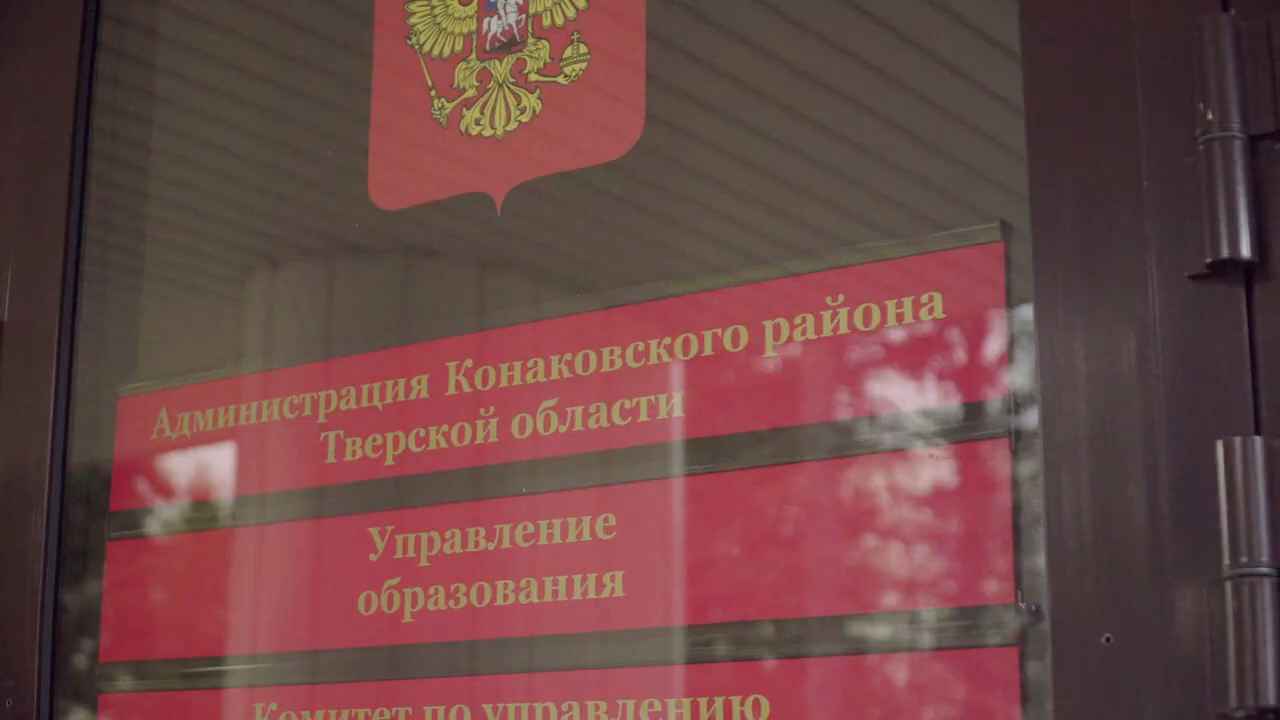 Администрация Конаковского района
Тверской области
Управление
образования
Комитет по управлению